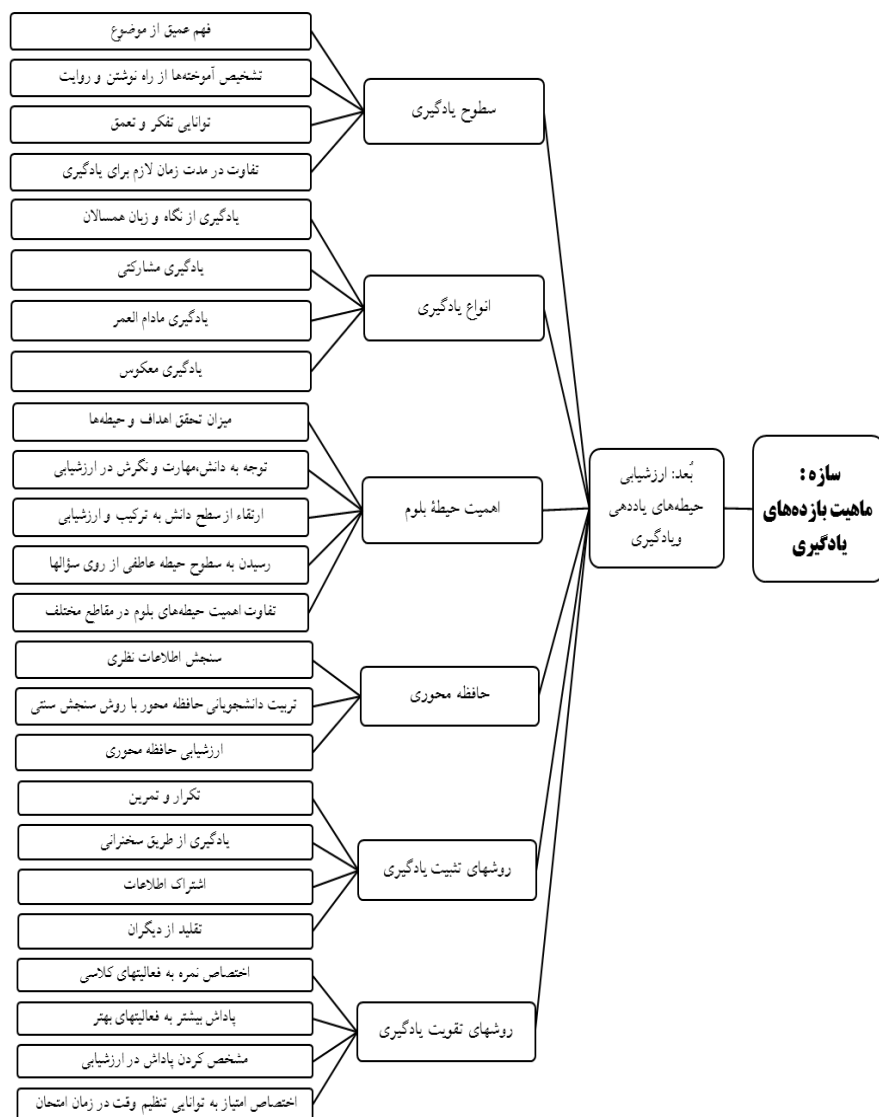 سازه :
ماهیت بازده‌های
یادگیری
بُعد: ارزشیابی
حیطه‌های یاددهی
ویادگیری
سطوح یادگیری
فهم عمیق از موضوع
تشخیص آموخته‌ها از راه نوشتن و روایت
توانایی تفکر و تعمق
تفاوت در مدت زمان لازم برای یادگیری
انواع یادگیری
یادگیری از نگاه و زبان همسالان
یادگیری مشارکتی
یادگیری مادام العمر
یادگیری معکوس
اهمیت حیطۀ بلوم
میزان تحقق اهداف و حیطه‌ها
توجه به دانش،مهارت و نگرش در ارزشیابی
ارتقاء از سطح دانش به ترکیب و ارزشیابی
رسیدن به سطوح حیطه عاطفی از روی سؤالها
تفاوت اهمیت حیطه‌های بلوم در مقاطع مختلف
حافظه محوری
سنجش اطلاعات نظری
تربیت دانشجویانی حافظه محور با روش سنجش سنتی
ارزشیابی حافظه محوری
روشهای تثبیت یادگیری
تکرار و تمرین
یادگیری از طریق سخنرانی
اشتراک اطلاعات
تقلید از دیگران
روشهای تقویت یادگیری
اختصاص نمره به فعالیتهای کلاسی
پاداش بیشتر به فعالیتهای بهتر
مشخص کردن پاداش در ارزشیابی
اختصاص امتیاز به توانایی تنظیم وقت در زمان امتحان